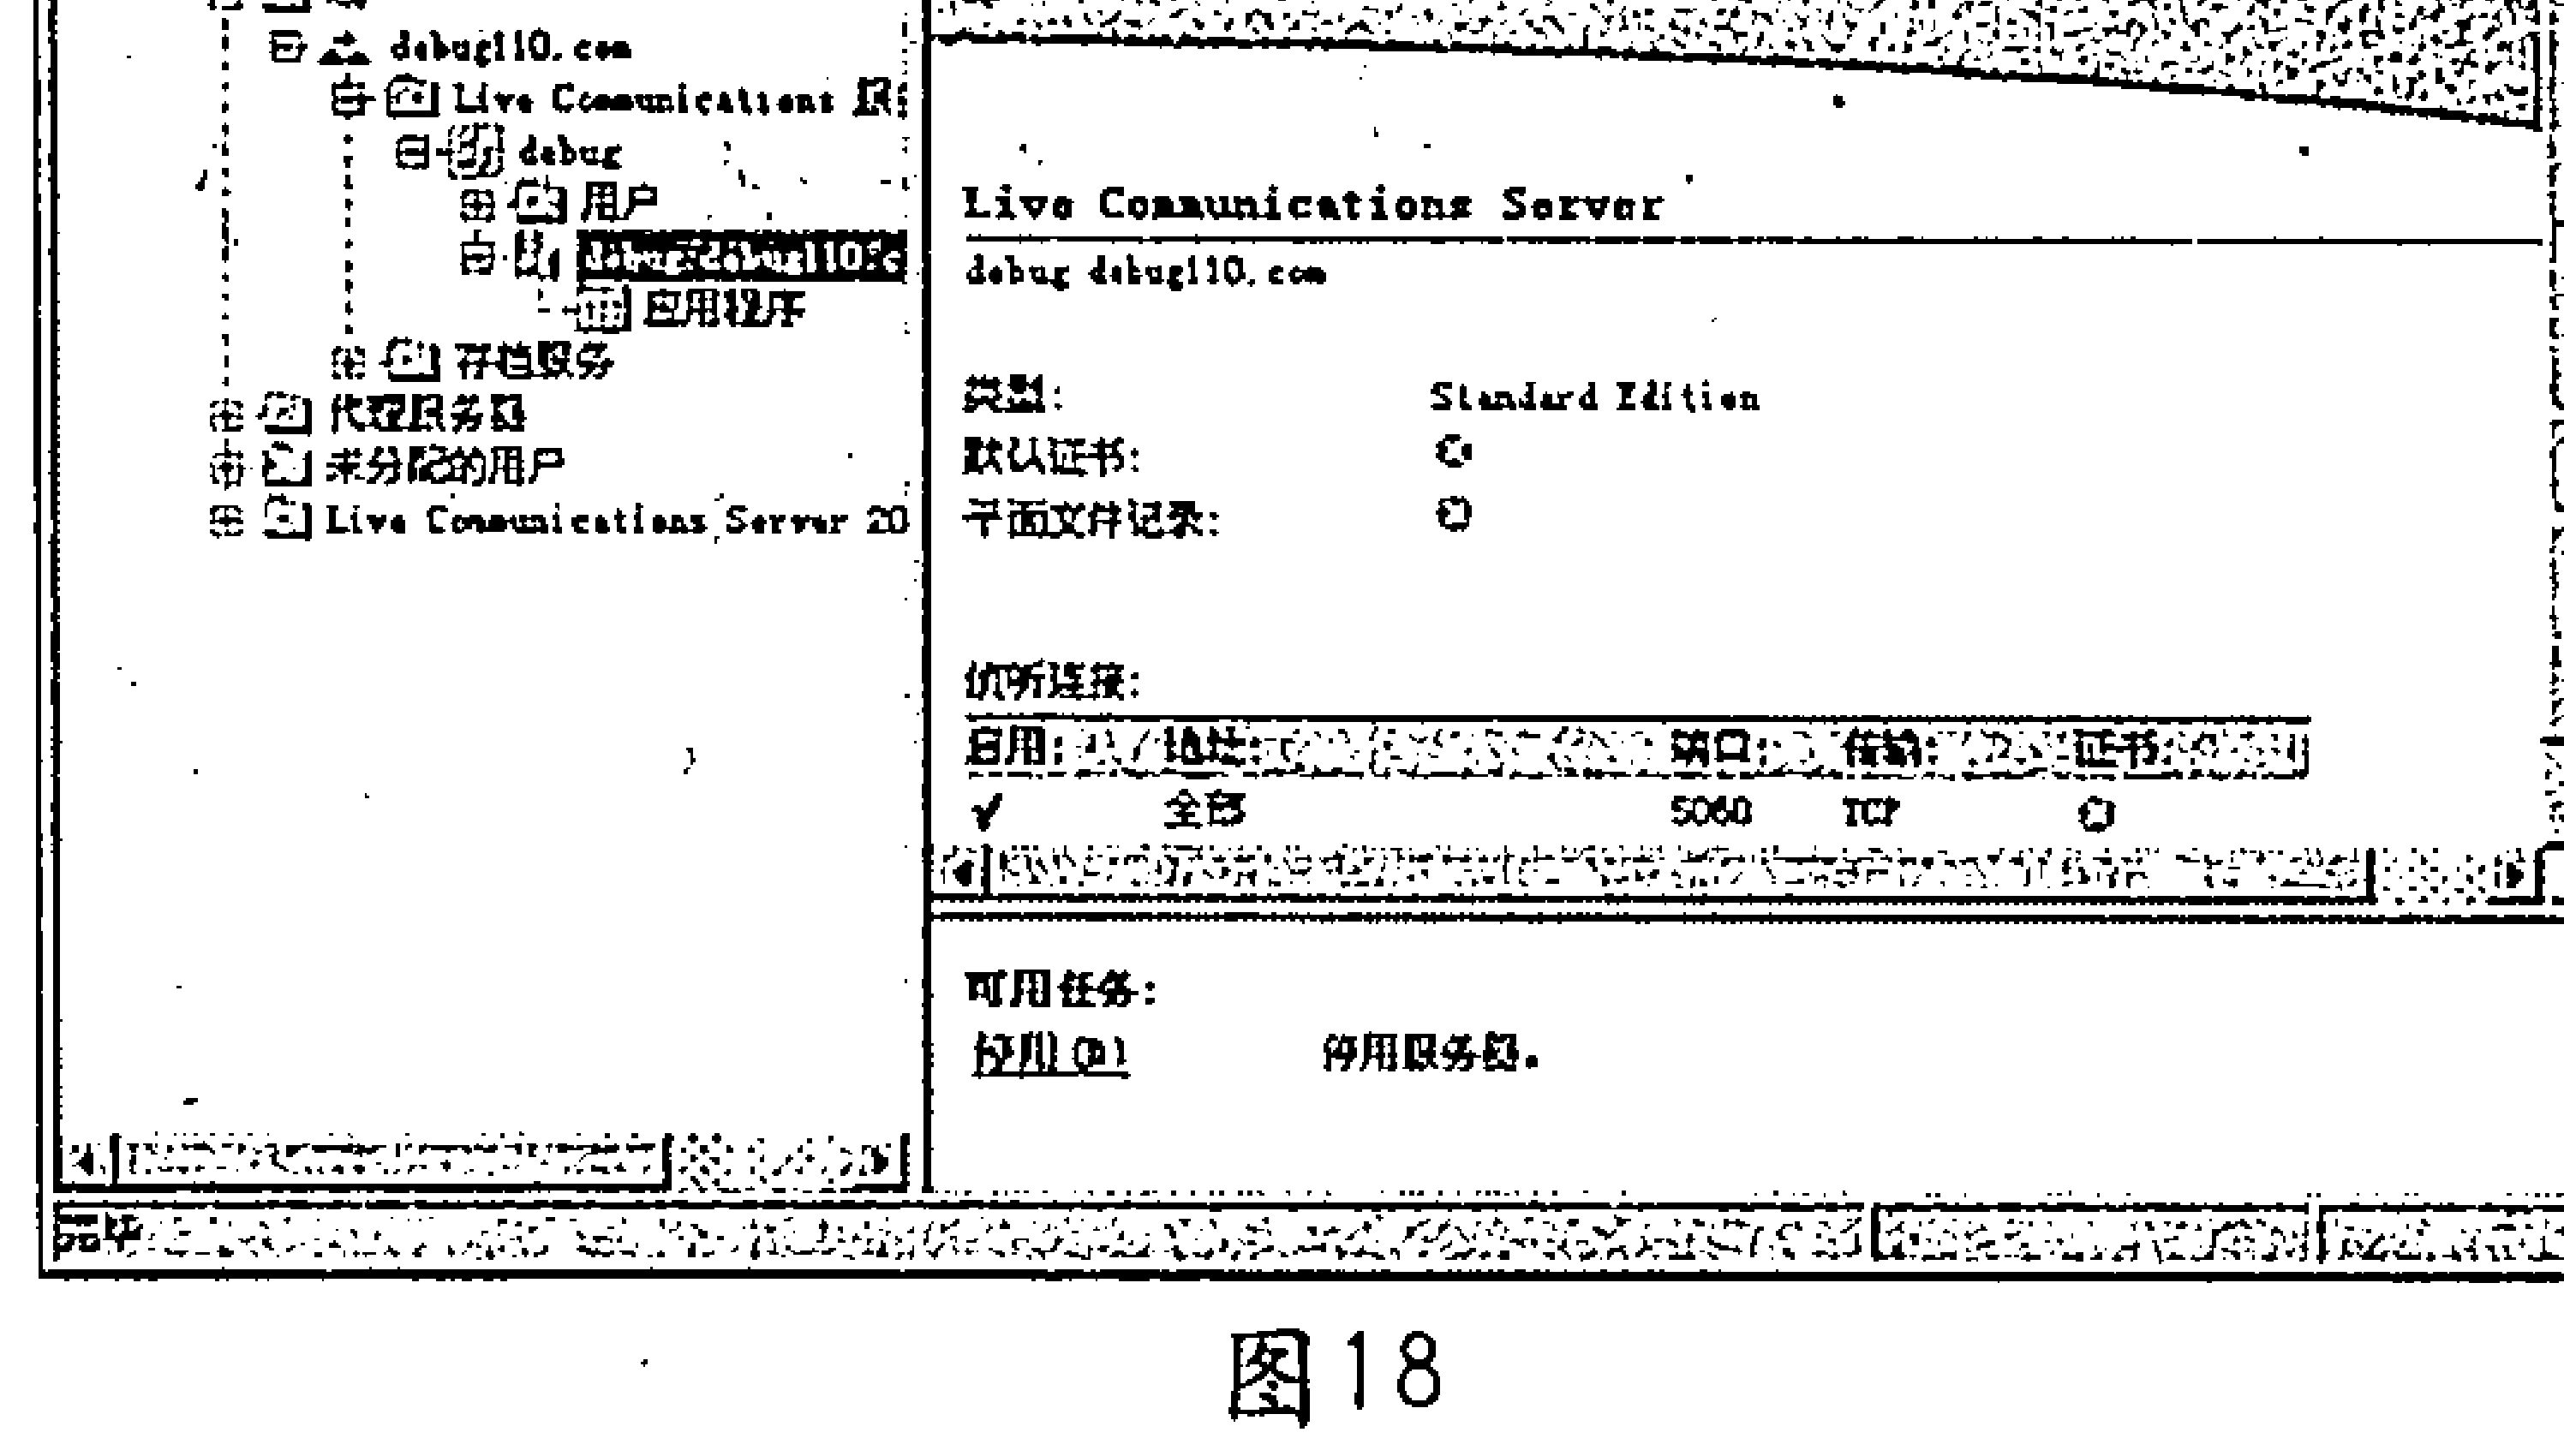 debug110.com
Live Communications 服
debug
用户
debug.debug110.c
应用程序
存档服务
代理服务器
未分配的用户
Live Communications Server 20
Live Communications Server
debug debug110.com
类型: Standard Edition
默认证书:
平面文件记录:
侦听连接:
启用: 地址: 端口: 传输: 证书:
✓ 全部 5060 TCP
可用任务:
停用(D) 停用服务器。
图18